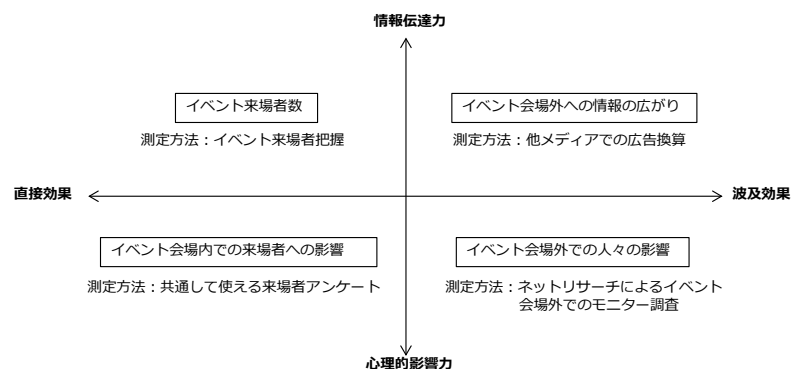 情報伝達力
イベント来場者数
イベント会場外への情報の広がり
測定方法：イベント来場者把握
測定方法：他メディアでの広告換算
直接効果
波及効果
イベント会場内での来場者への影響
イベント会場外での人々の影響
測定方法：共通して使える来場者アンケート
測定方法：ネットリサーチによるイベント
会場外でのモニター調査
心理的影響力